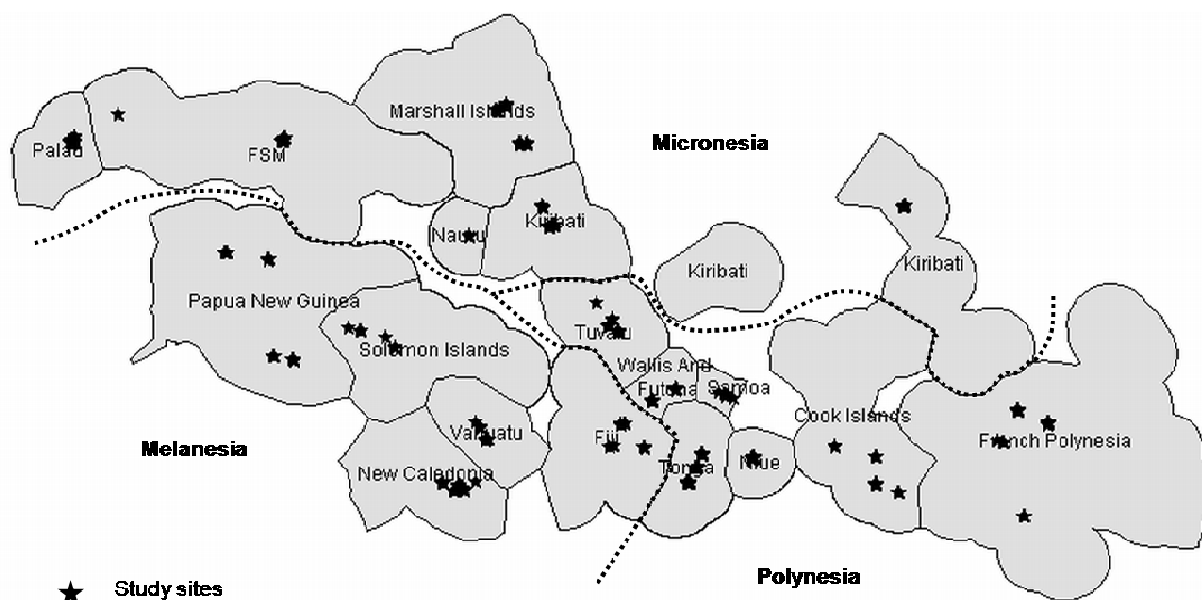 Marshall Islands
Micronesia
Palau
FSM
Nauru
Kiribati
Kiribati
Kiribati
Papua New Guinea
Solomon Islands
Tuvalu
Wallis And
Futuna
Samoa
Cook Islands
Vanuatu
Fiji
Melanesia
New Caledonia
Tonga
Niue
French Polynesia
Polynesia
Study sites